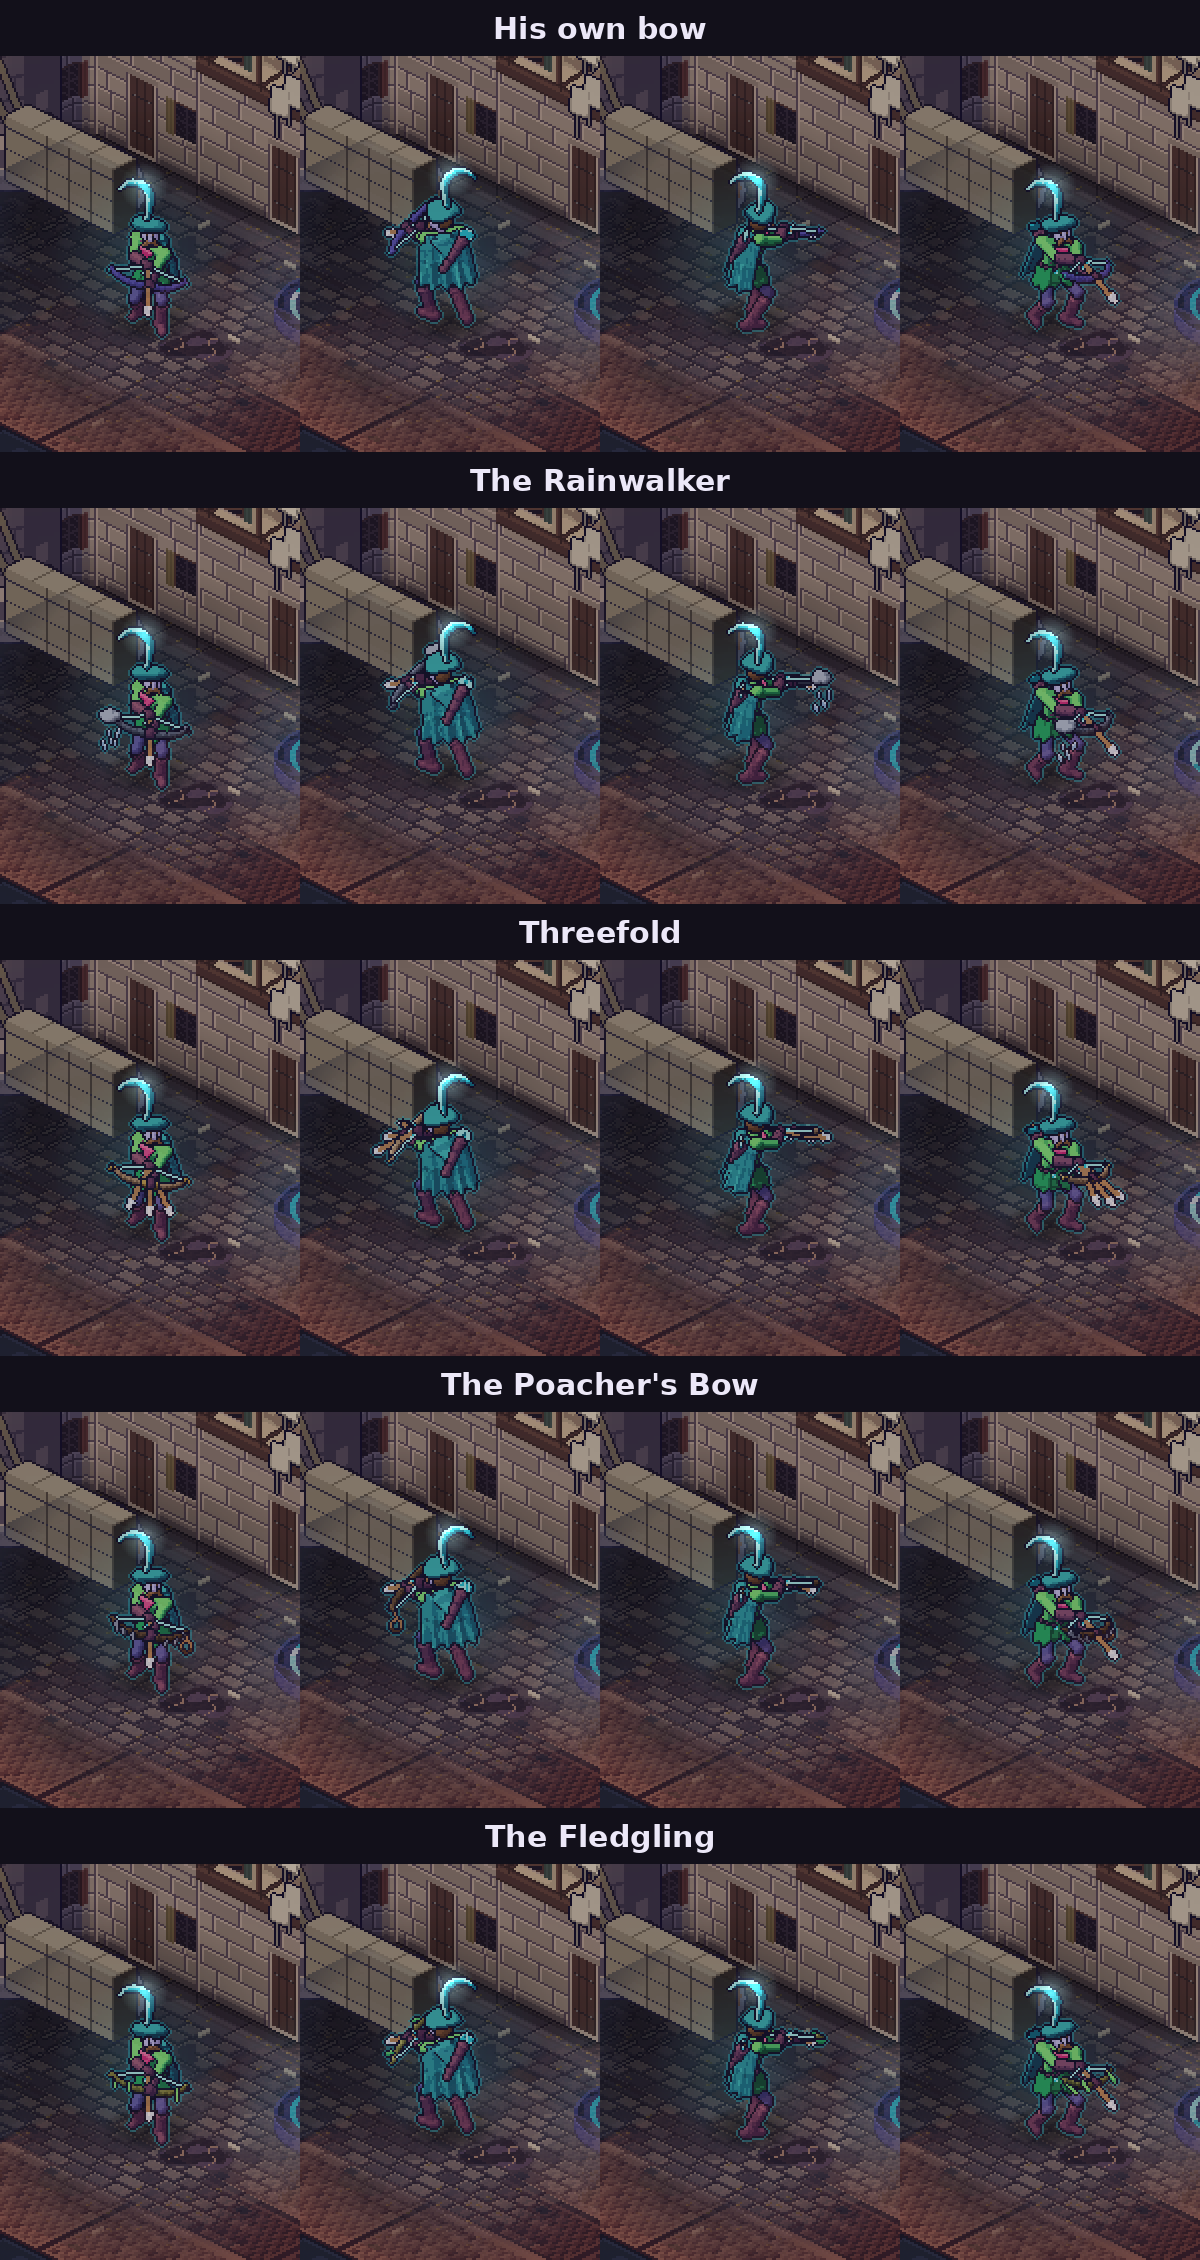 His own bow
The Rainwalker
Threefold
The Poacher's Bow
The Fledgling